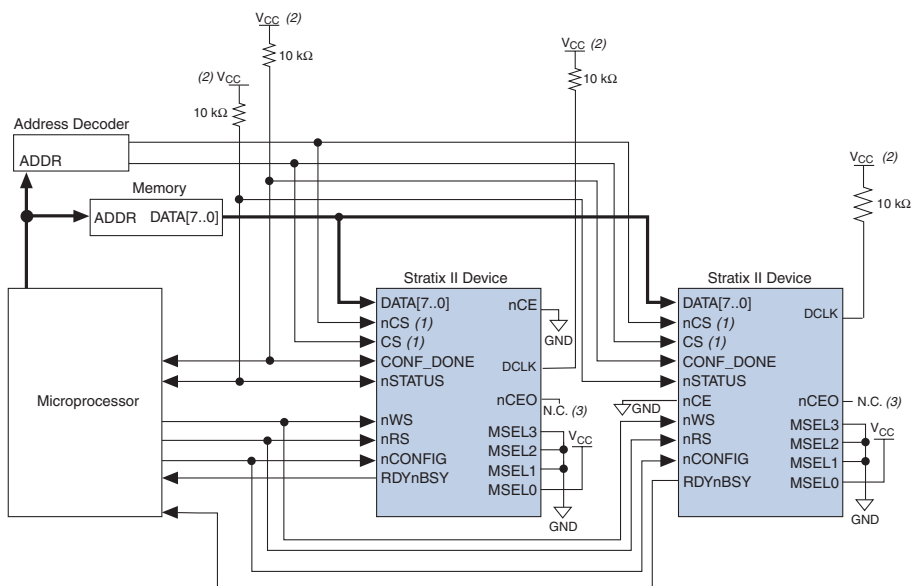 VCC (2)
10 kΩ
VCC (2)
10 kΩ
(2) VCC
10 kΩ
Address Decoder
ADDR
VCC (2)
10 kΩ
Memory
ADDR DATA[7..0]
Microprocessor
Stratix II Device
DATA[7..0]
nCS (1)
CS (1)
CONF_DONE
nSTATUS
nWS
nRS
nCONFIG
RDYnBSY
nCE
GND
DCLK
nCEO
N.C. (3)
MSEL3
MSEL2
MSEL1
MSEL0
VCC
GND
Stratix II Device
DATA[7..0]
nCS (1)
CS (1)
CONF_DONE
nSTATUS
nCE
GND
nWS
nRS
nCONFIG
RDYnBSY
DCLK
nCEO
N.C. (3)
MSEL3
MSEL2
MSEL1
MSEL0
VCC
GND